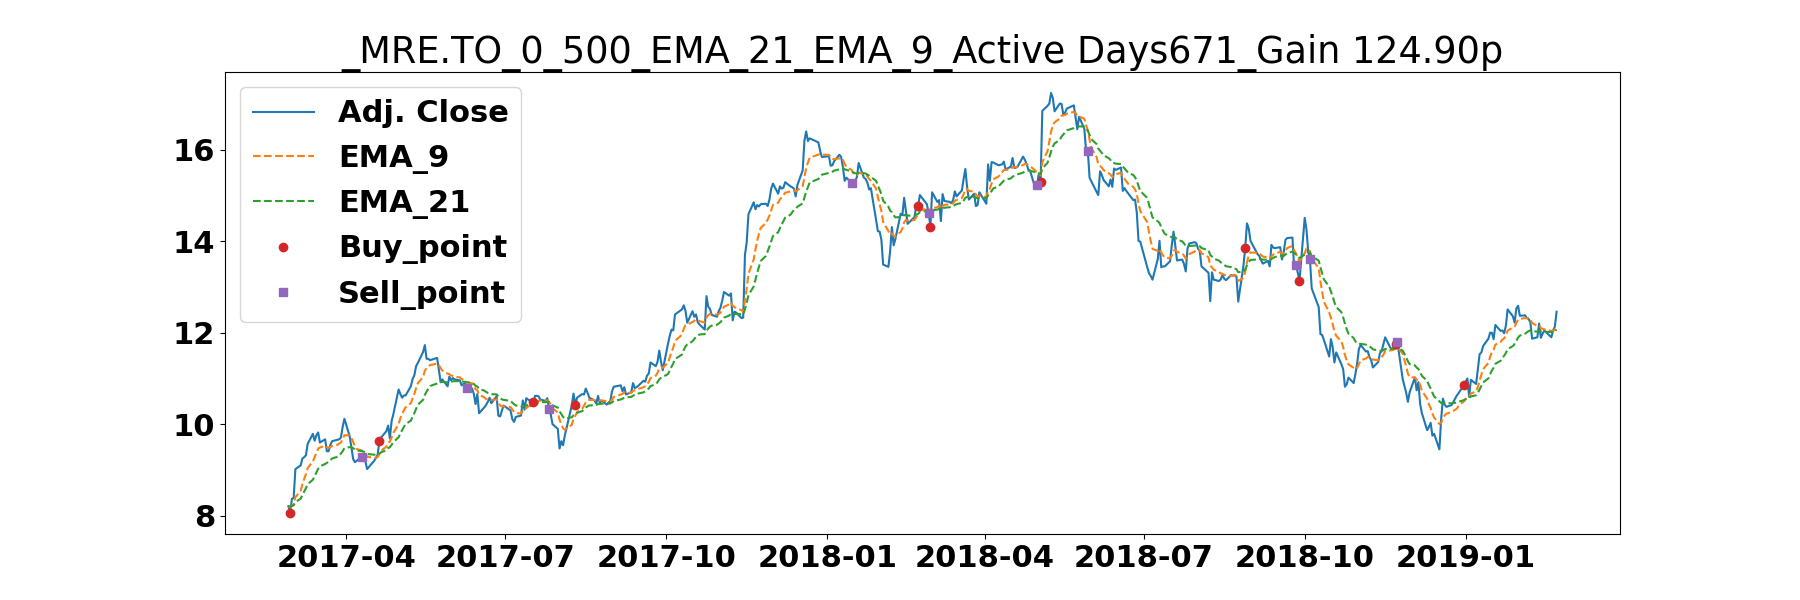 _MRE.TO_0_500_EMA_21_EMA_9_Active Days671_Gain 124.90p
Adj. Close
EMA_9
EMA_21
Buy_point
Sell_point
16
14
12
10
8
2017-04 2017-07 2017-10 2018-01 2018-04 2018-07 2018-10 2019-01